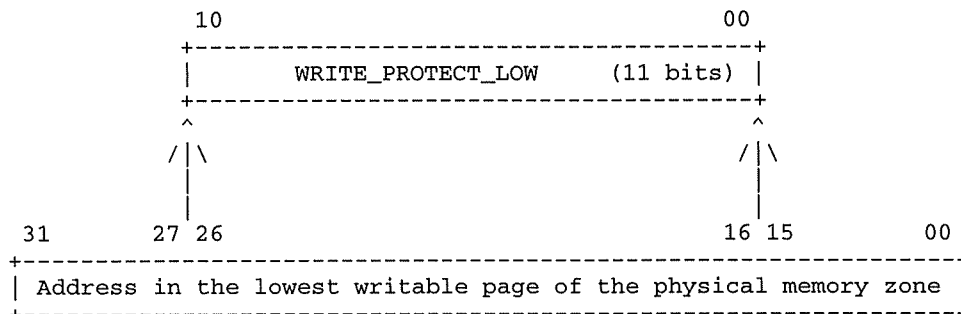 10 00
WRITE_PROTECT_LOW (11 bits)
31 27 26 16 15 00
Address in the lowest writable page of the physical memory zone